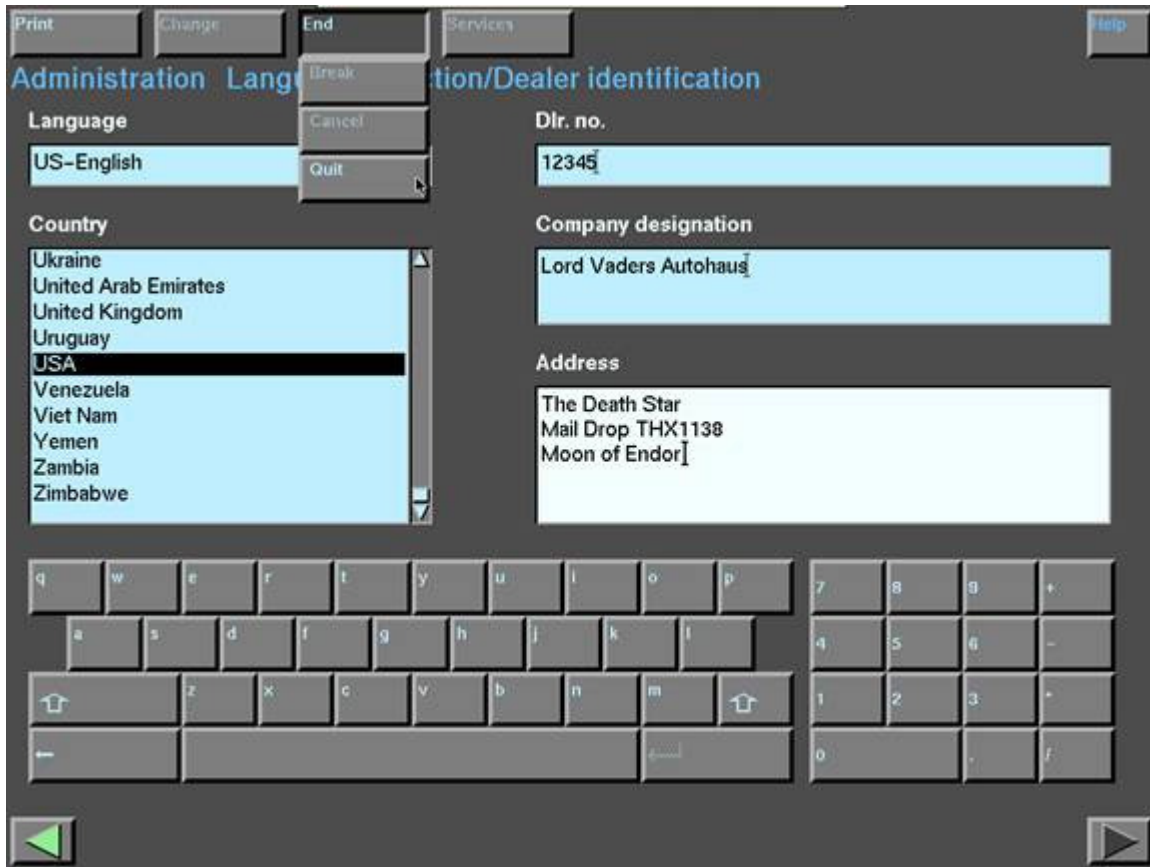 Print Change End Services Help
Break
Administration Langu tion/Dealer identification
Cancel
Quit
Language
US-English
Dlr. no.
12345
Country
Ukraine
United Arab Emirates
United Kingdom
Uruguay
USA
Venezuela
Viet Nam
Yemen
Zambia
Zimbabwe
Company designation
Lord Vaders Autohaus
Address
The Death Star
Mail Drop THX1138
Moon of Endor
q w e r t y u i o p 7 8 9 +
a s d f g h j k l 4 5 6 -
z x c v b n m 1 2 3 *
0 . /